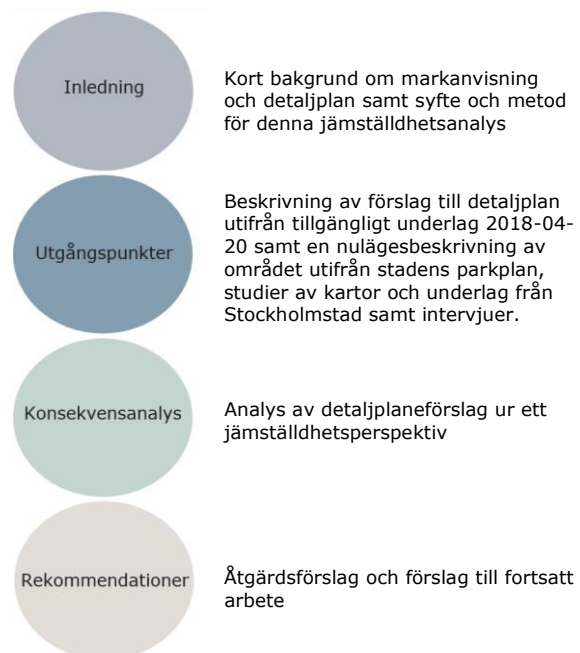 Inledning
Kort bakgrund om markanvisning
och detaljplan samt syfte och metod
för denna jämställdhetsanalys
Utgångspunkter
Beskrivning av förslag till detaljplan
utifrån tillgängligt underlag 2018-04-
20 samt en nulägesbeskrivning av
området utifrån stadens parkplan,
studier av kartor och underlag från
Stockholmstad samt intervjuer.
Konsekvensanalys
Analys av detaljplaneförslag ur ett
jämställdhetsperspektiv
Rekommendationer
Åtgärdsförslag och förslag till fortsatt
arbete